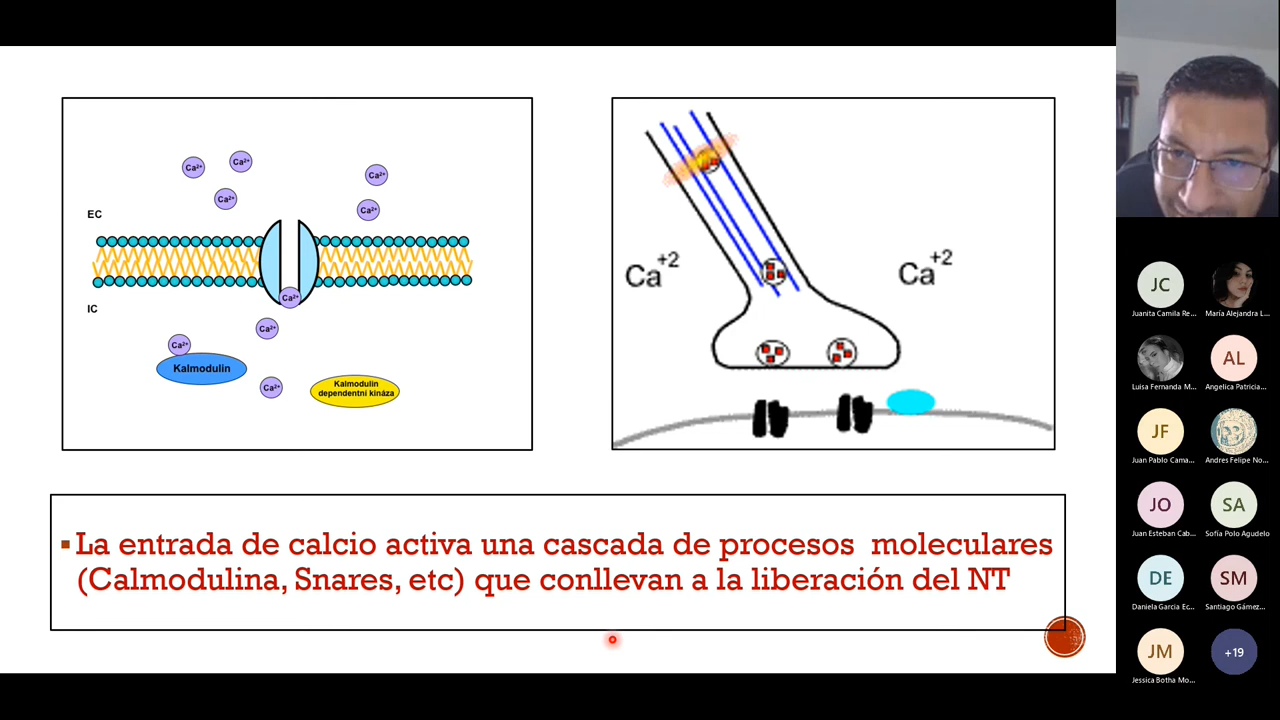 Ca²⁺
Ca²⁺
Ca²⁺
Ca²⁺
Ca²⁺
EC
Ca²⁺
IC
Ca²⁺
Ca²⁺
Kalmodulin
Ca²⁺
Kalmodulin
dependentní kináza
Ca+2
Ca+2
La entrada de calcio activa una cascada de procesos moleculares
(Calmodulina, Snares, etc) que conllevan a la liberación del NT
JC
Juanita Camila Re...
María Alejandra L...
Luisa Fernanda M...
AL
Angelica Patricia...
JF
Juan Pablo Cama...
Andres Felipe No...
JO
Juan Esteban Cab...
SA
Sofía Polo Agudelo
DE
Daniela Garcia Ec...
SM
Santiago Gámez...
JM
Jessica Botha Mo...
+19